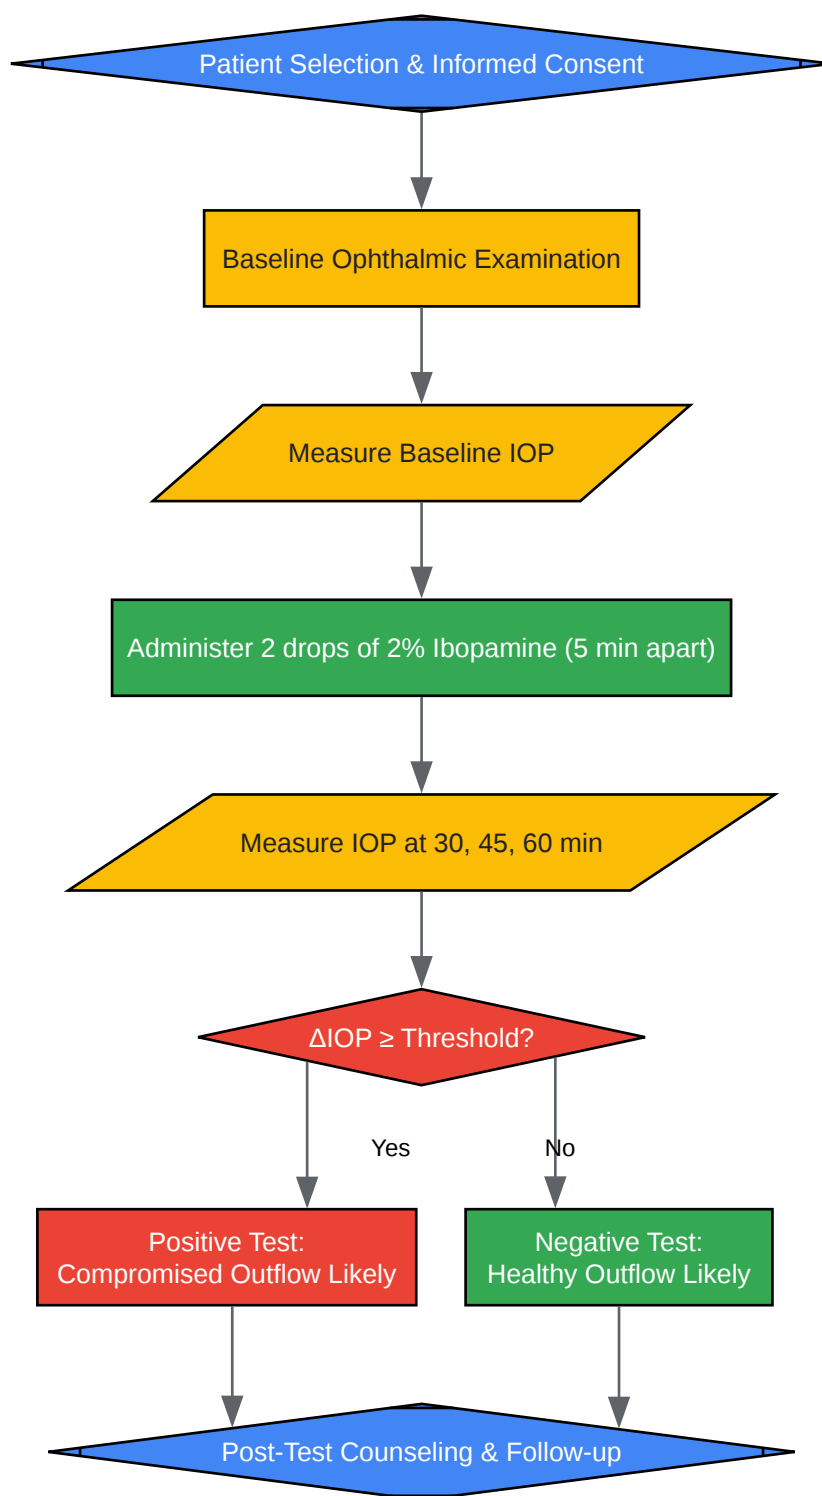 Patient Selection & Informed Consent
Baseline Ophthalmic Examination
Measure Baseline IOP
Administer 2 drops of 2% Ibopamine (5 min apart)
Measure IOP at 30, 45, 60 min
ΔIOP ≥ Threshold?
Yes
No
Positive Test:
Compromised Outflow Likely
Negative Test:
Healthy Outflow Likely
Post-Test Counseling & Follow-up